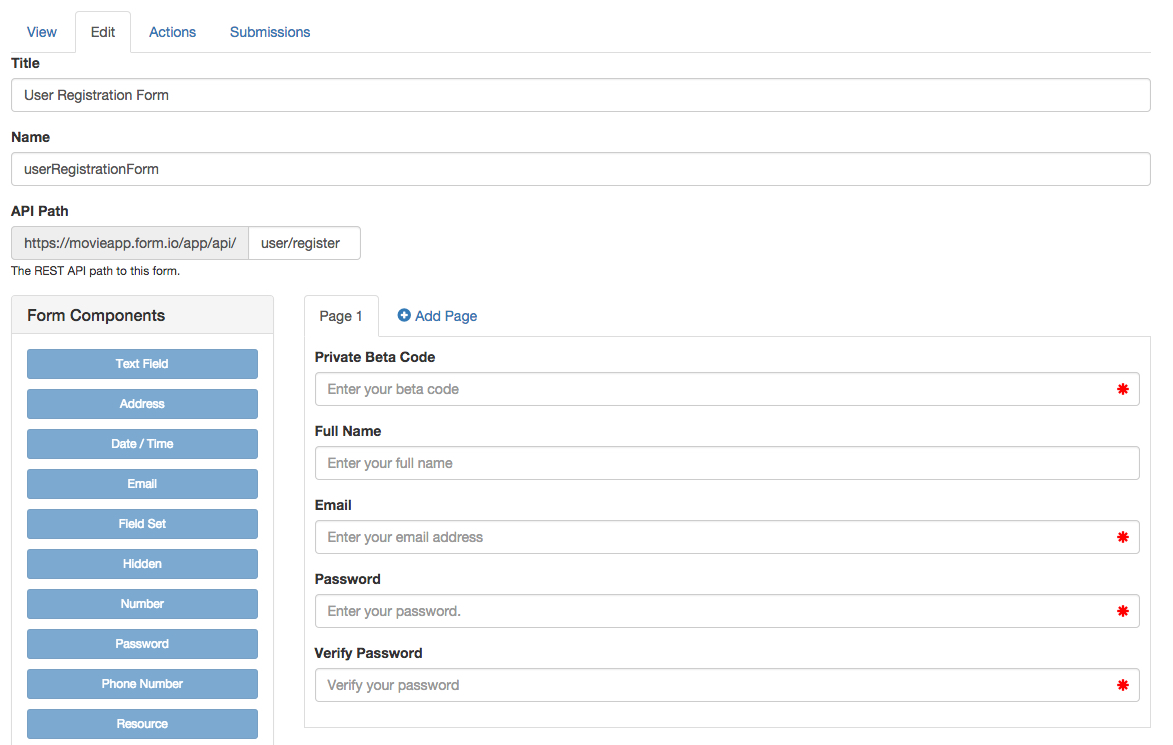 View Edit Actions Submissions
Title
User Registration Form
Name
userRegistrationForm
API Path
https://movieapp.form.io/app/api/ user/register
The REST API path to this form.
Form Components
Text Field
Address
Date / Time
Email
Field Set
Hidden
Number
Password
Phone Number
Resource
Page 1 Add Page
Private Beta Code
Enter your beta code
Full Name
Enter your full name
Email
Enter your email address
Password
Enter your password.
Verify Password
Verify your password